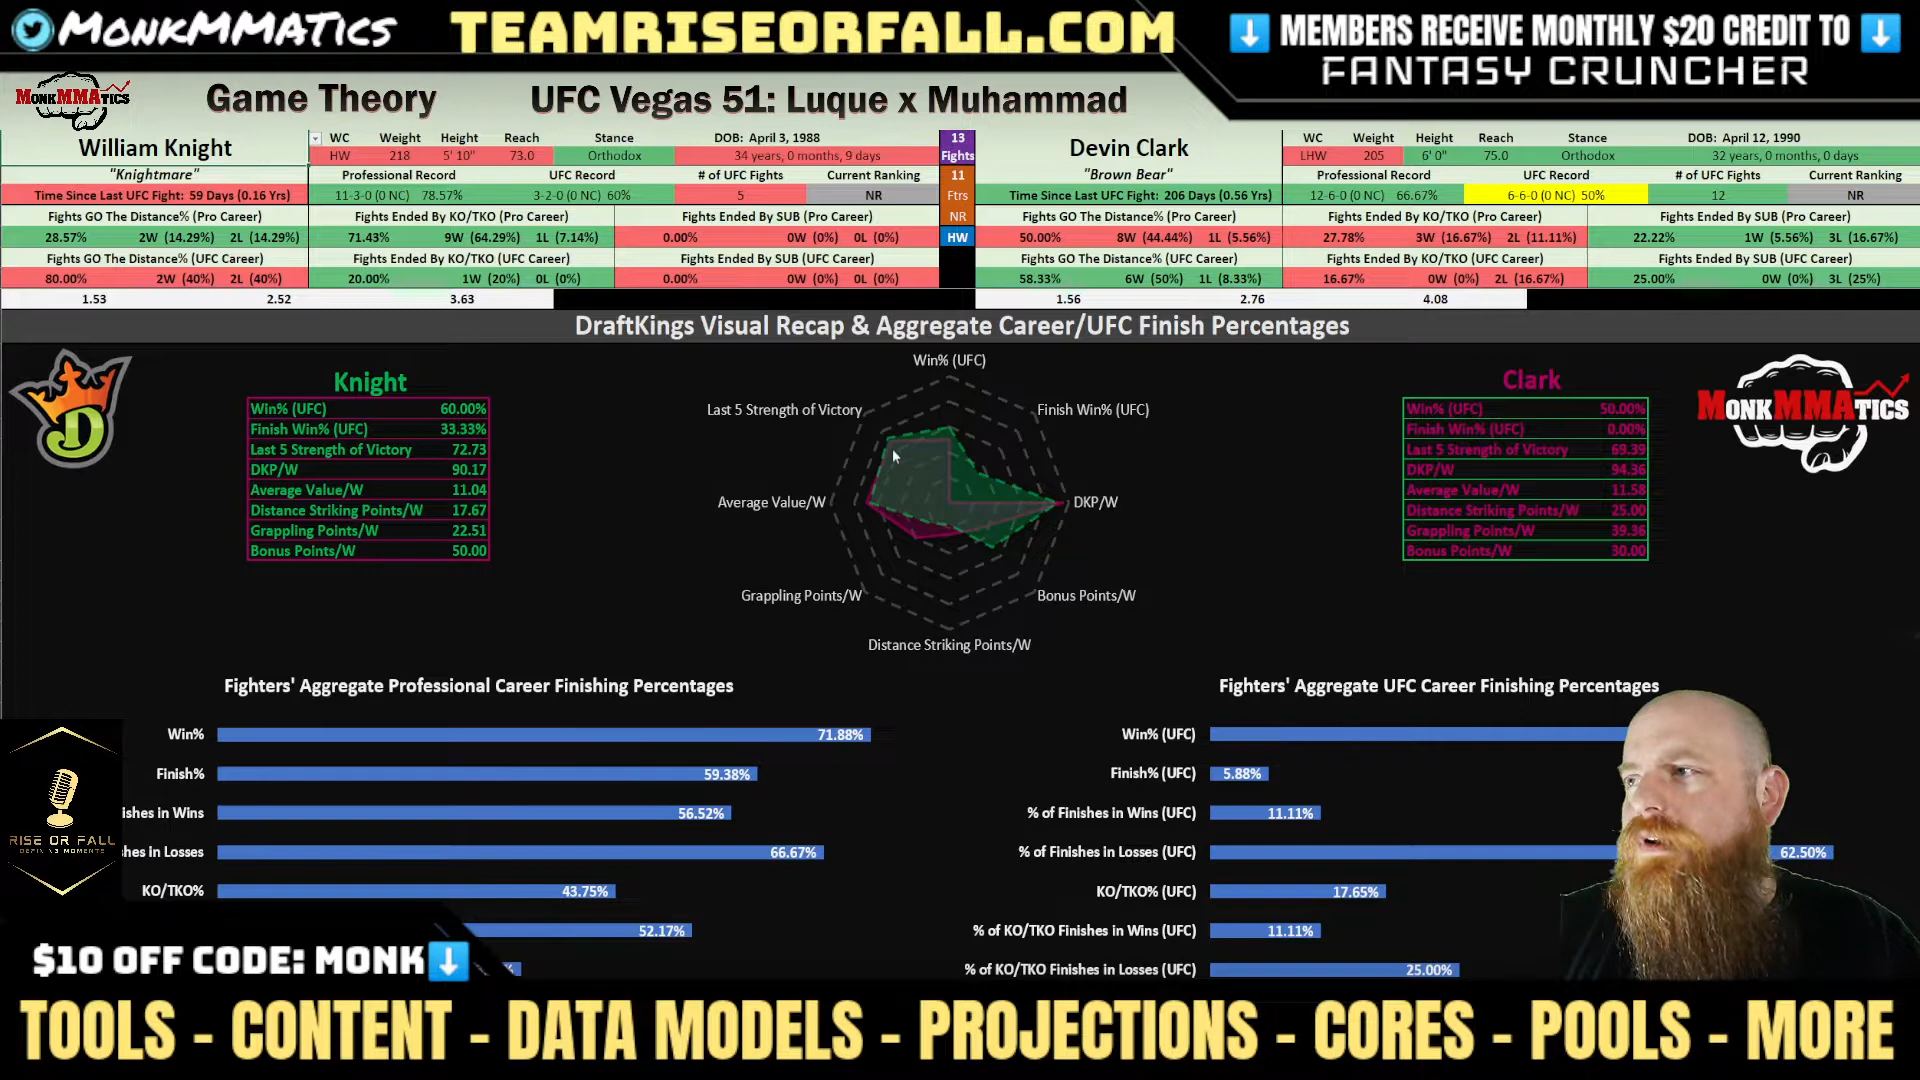 MonkMMATics
TEAMRISEORFALL.COM
MEMBERS RECEIVE MONTHLY $20 CREDIT TO
FANTASY CRUNCHER
MonkMMATics
Game Theory
UFC Vegas 51: Luque x Muhammad
William Knight
WC Weight Height Reach Stance DOB: April 3, 1988
HW 218 5' 10" 73.0 Orthodox 34 years, 0 months, 9 days
"Knightmare"
Professional Record UFC Record # of UFC Fights Current Ranking
Time Since Last UFC Fight: 59 Days (0.16 Yrs) 11-3-0 (0 NC) 78.57% 3-2-0 (0 NC) 60% 5 NR
Fights GO The Distance% (Pro Career) Fights Ended By KO/TKO (Pro Career) Fights Ended By SUB (Pro Career)
28.57% 2W (14.29%) 2L (14.29%) 71.43% 9W (64.29%) 1L (7.14%) 0.00% 0W (0%) 0L (0%)
Fights GO The Distance% (UFC Career) Fights Ended By KO/TKO (UFC Career) Fights Ended By SUB (UFC Career)
80.00% 2W (40%) 2L (40%) 20.00% 1W (20%) 0L (0%) 0.00% 0W (0%) 0L (0%)
1.53 2.52 3.63
13
Fights
11
Ftrs
NR
HW
Devin Clark
WC Weight Height Reach Stance DOB: April 12, 1990
LHW 205 6' 0" 75.0 Orthodox 32 years, 0 months, 0 days
"Brown Bear"
Professional Record UFC Record # of UFC Fights Current Ranking
Time Since Last UFC Fight: 206 Days (0.56 Yrs) 12-6-0 (0 NC) 66.67% 6-6-0 (0 NC) 50% 12 NR
Fights GO The Distance% (Pro Career) Fights Ended By KO/TKO (Pro Career) Fights Ended By SUB (Pro Career)
50.00% 8W (44.44%) 1L (5.56%) 27.78% 3W (16.67%) 2L (11.11%) 22.22% 1W (5.56%) 3L (16.67%)
Fights GO The Distance% (UFC Career) Fights Ended By KO/TKO (UFC Career) Fights Ended By SUB (UFC Career)
58.33% 6W (50%) 1L (8.33%) 16.67% 0W (0%) 2L (16.67%) 25.00% 0W (0%) 3L (25%)
1.56 2.76 4.08
DraftKings Visual Recap & Aggregate Career/UFC Finish Percentages
Knight
Win% (UFC) 60.00%
Finish Win% (UFC) 33.33%
Last 5 Strength of Victory 72.73
DKP/W 90.17
Average Value/W 11.04
Distance Striking Points/W 17.67
Grappling Points/W 22.51
Bonus Points/W 50.00
Win% (UFC)
Last 5 Strength of Victory
Finish Win% (UFC)
Average Value/W
DKP/W
Grappling Points/W
Bonus Points/W
Distance Striking Points/W
Clark
Win% (UFC) 50.00%
Finish Win% (UFC) 0.00%
Last 5 Strength of Victory 69.39
DKP/W 94.36
Average Value/W 11.58
Distance Striking Points/W 25.00
Grappling Points/W 39.36
Bonus Points/W 30.00
MonkMMATics
Fighters' Aggregate Professional Career Finishing Percentages
Win% 71.88%
Finish% 59.38%
ishes in Wins 56.52%
hes in Losses 66.67%
KO/TKO% 43.75%
52.17%
%
Fighters' Aggregate UFC Career Finishing Percentages
Win% (UFC)
Finish% (UFC) 5.88%
% of Finishes in Wins (UFC) 11.11%
% of Finishes in Losses (UFC) 62.50%
KO/TKO% (UFC) 17.65%
% of KO/TKO Finishes in Wins (UFC) 11.11%
% of KO/TKO Finishes in Losses (UFC) 25.00%
RISE OR FALL
$10 OFF CODE: MONK
TOOLS - CONTENT - DATA MODELS - PROJECTIONS - CORES - POOLS - MORE